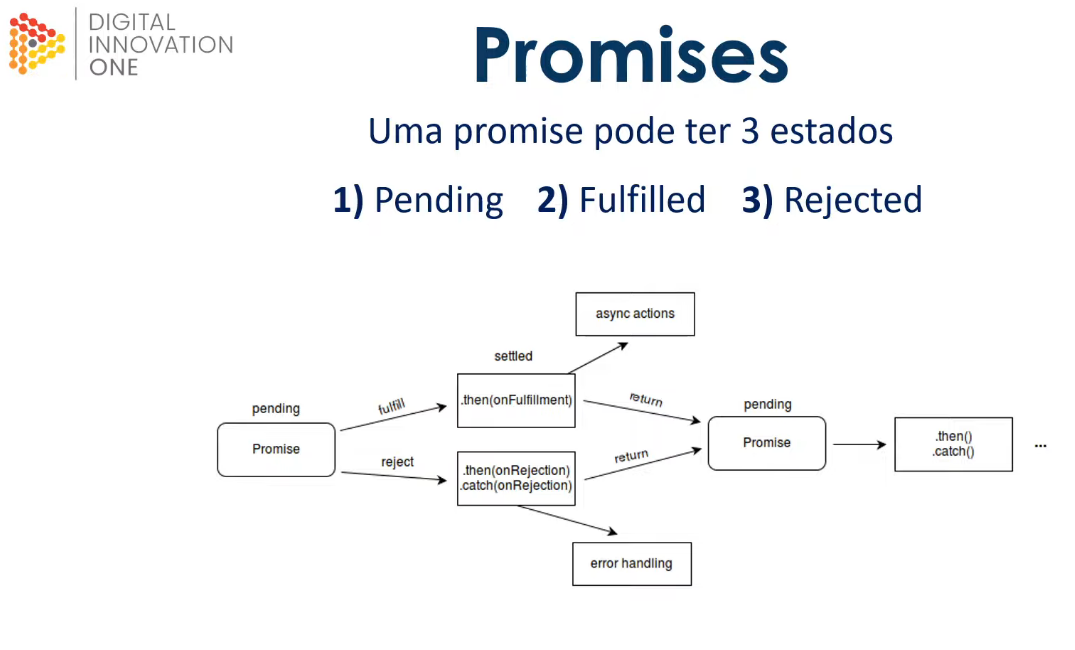 DIGITAL
INNOVATION
ONE
Promises
Uma promise pode ter 3 estados
1) Pending 2) Fulfilled 3) Rejected
async actions
settled
pending
fulfill
.then(onFulfillment)
return
pending
Promise
reject
.then(onRejection)
.catch(onRejection)
return
Promise
.then()
.catch()
...
error handling